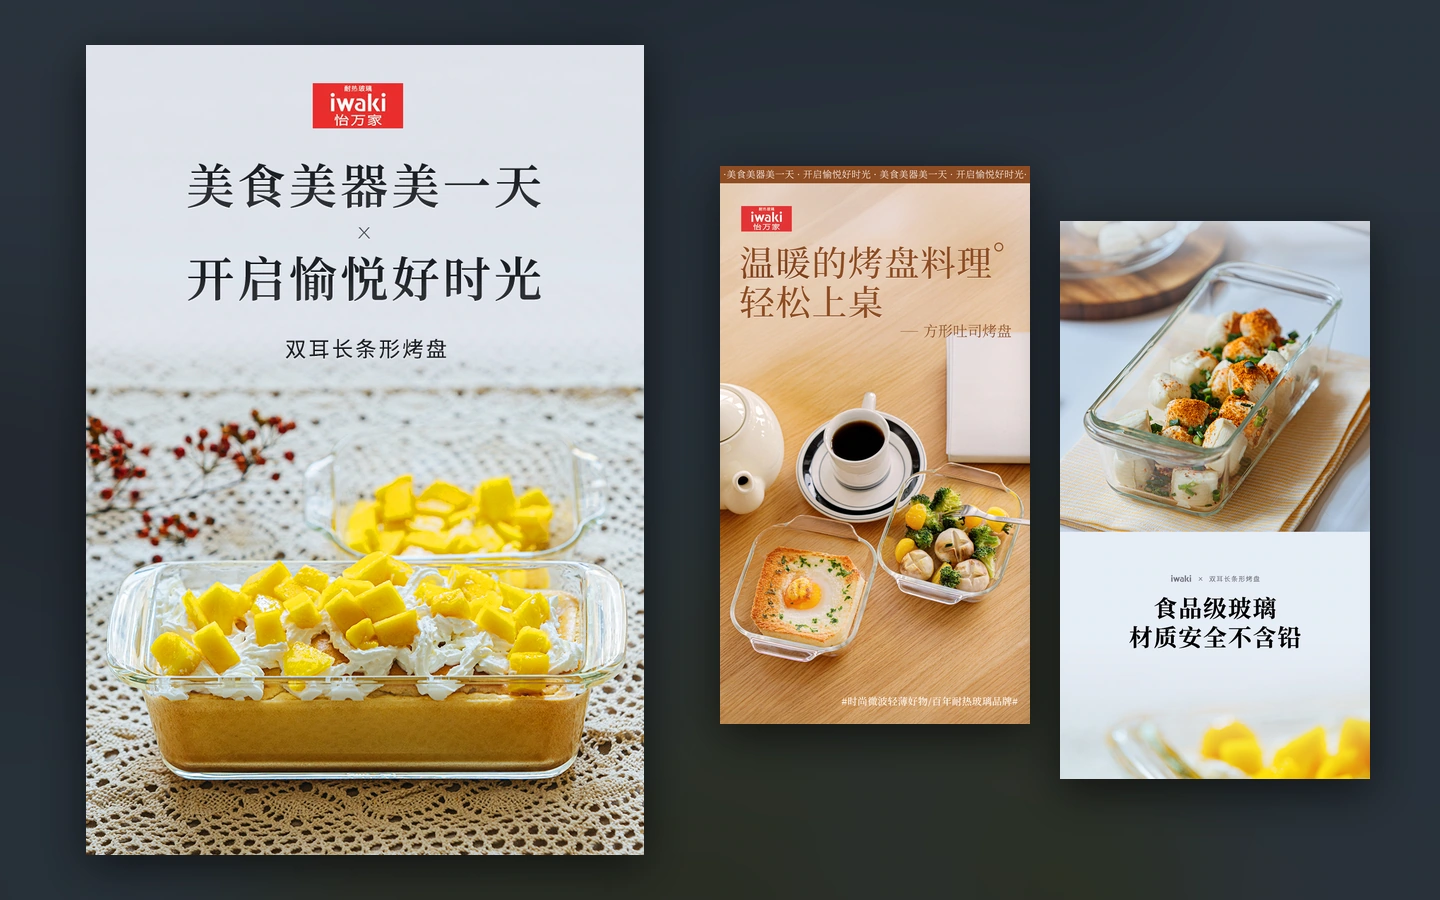 耐热玻璃
iwaki
怡万家
美食美器美一天
×
开启愉悦好时光
双耳长条形烤盘
·美食美器美一天 · 开启愉悦好时光 · 美食美器美一天 · 开启愉悦好时光·
耐热玻璃
iwaki
怡万家
温暖的烤盘料理°
轻松上桌
— 方形吐司烤盘
#时尚微波轻薄好物/百年耐热玻璃品牌#
iwaki × 双耳长条形烤盘
食品级玻璃
材质安全不含铅